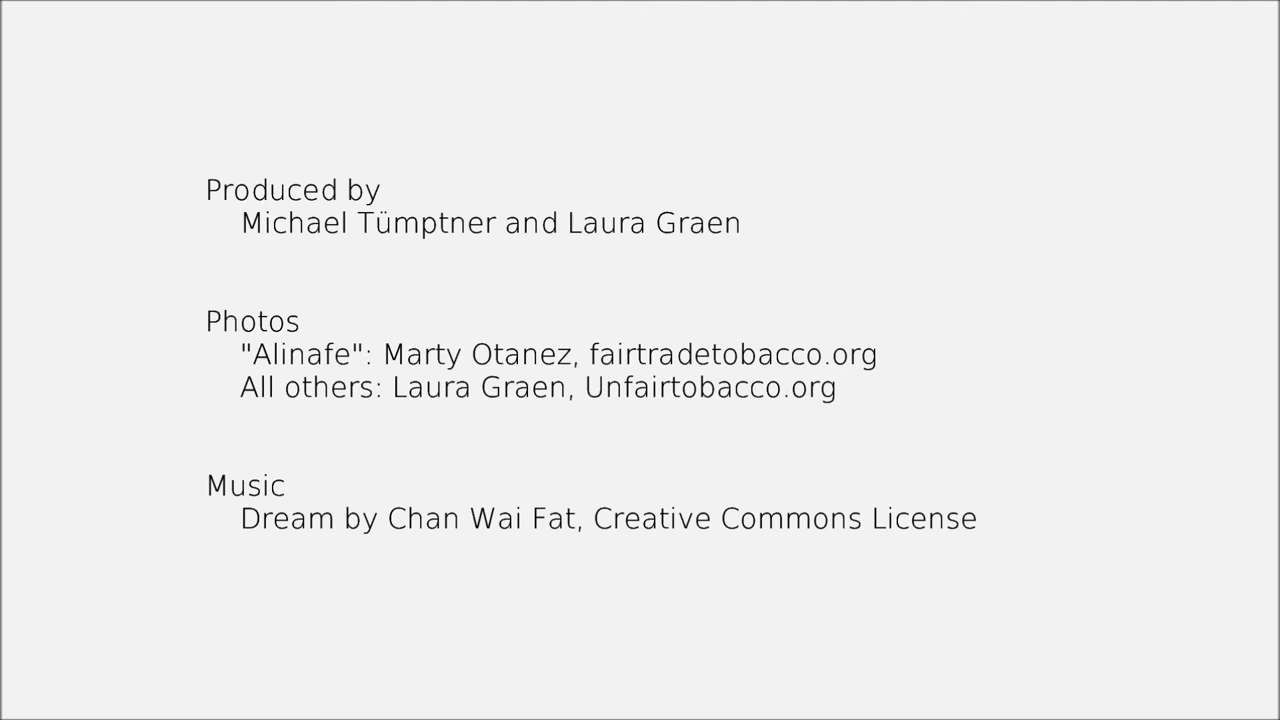 Produced by
Michael Tümptner and Laura Graen
Photos
"Alinafe": Marty Otanez, fairtradetobacco.org
All others: Laura Graen, Unfairtobacco.org
Music
Dream by Chan Wai Fat, Creative Commons License